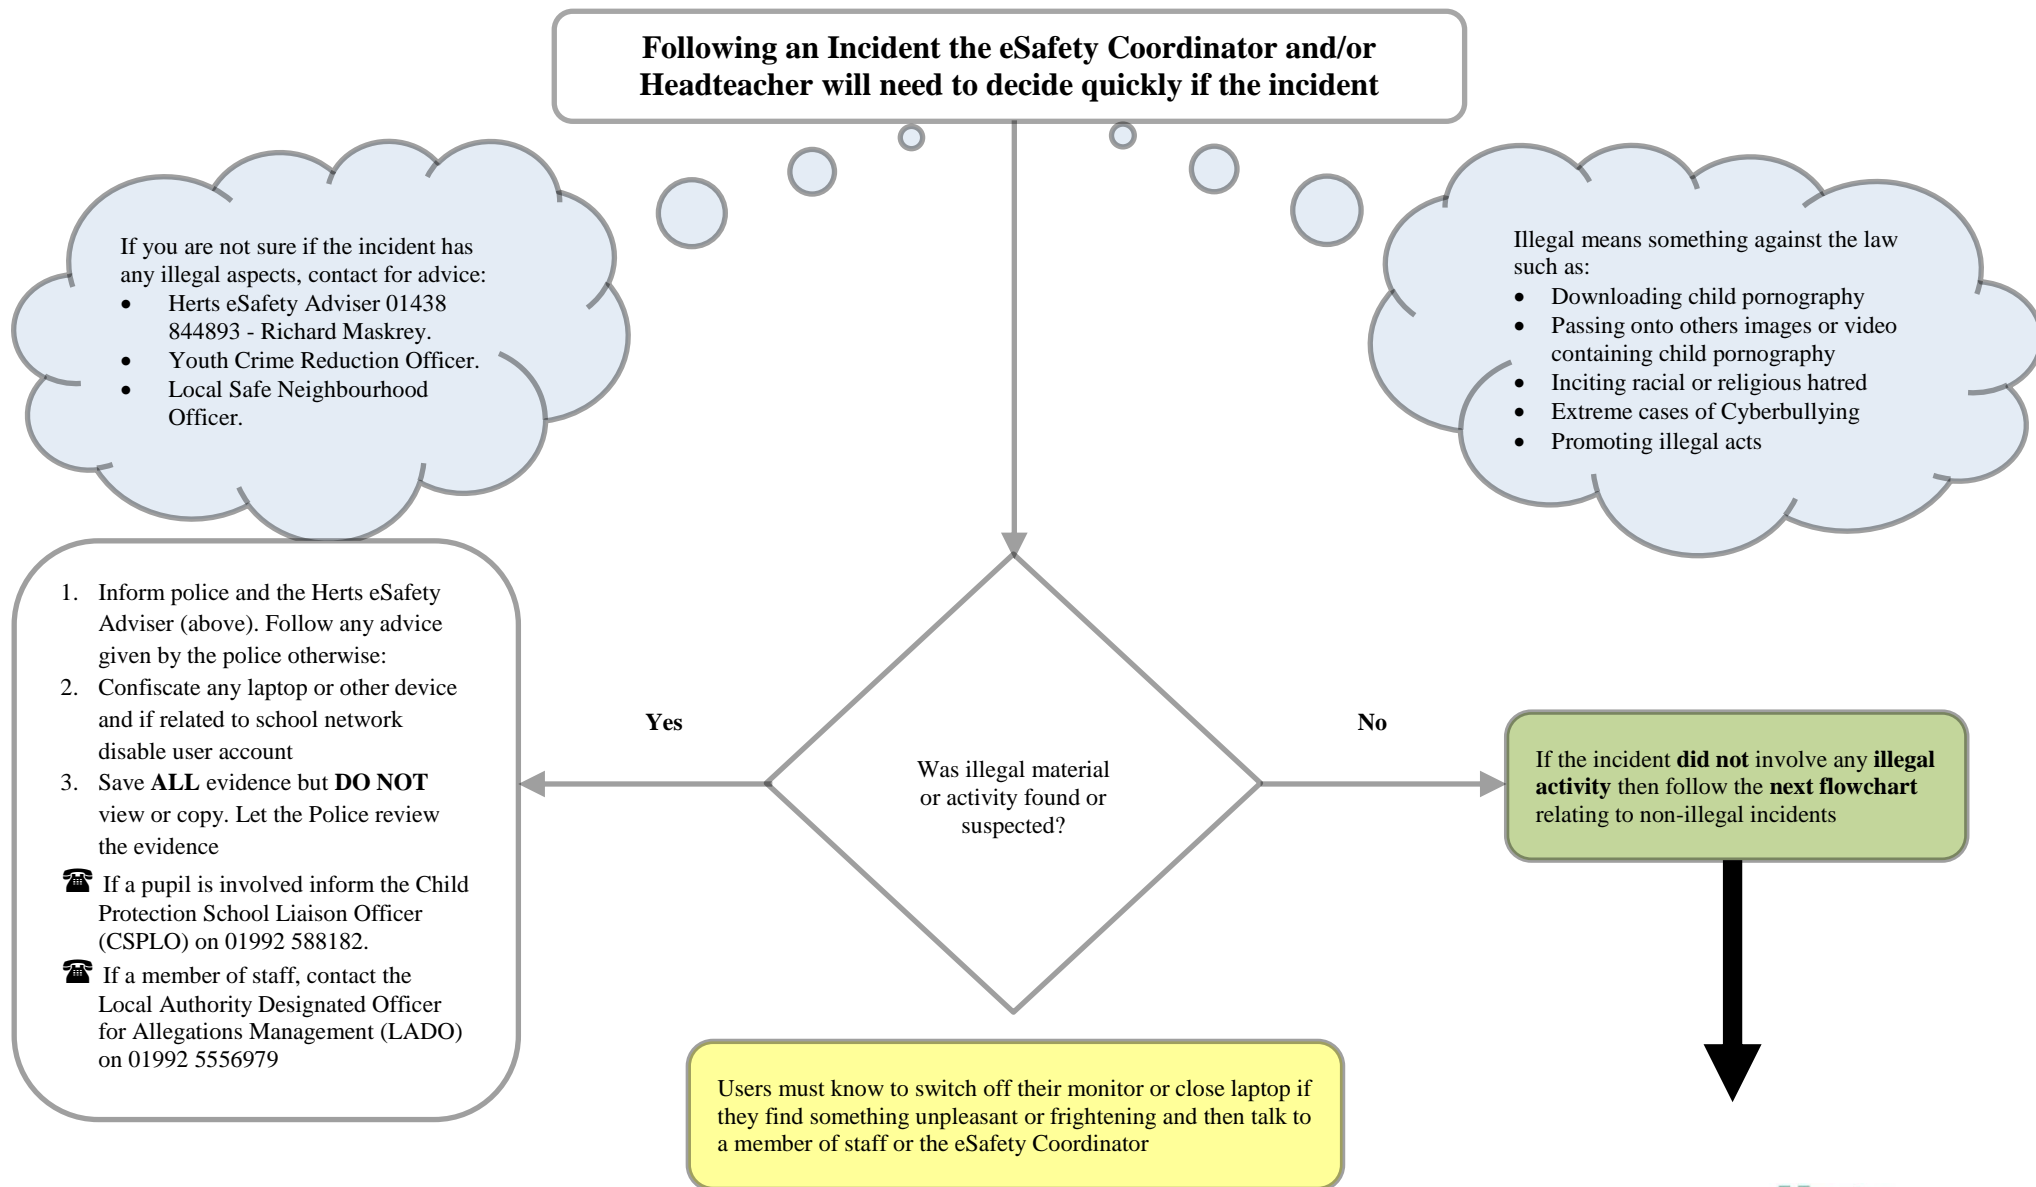 Following an Incident the eSafety Coordinator and/or
Headteacher will need to decide quickly if the incident
If you are not sure if the incident has
any illegal aspects, contact for advice:
• Herts eSafety Adviser 01438
844893 - Richard Maskrey.
• Youth Crime Reduction Officer.
• Local Safe Neighbourhood
Officer.
Illegal means something against the law
such as:
• Downloading child pornography
• Passing onto others images or video
containing child pornography
• Inciting racial or religious hatred
• Extreme cases of Cyberbullying
• Promoting illegal acts
1. Inform police and the Herts eSafety
Adviser (above). Follow any advice
given by the police otherwise:
2. Confiscate any laptop or other device
and if related to school network
disable user account
3. Save ALL evidence but DO NOT
view or copy. Let the Police review
the evidence
☎ If a pupil is involved inform the Child
Protection School Liaison Officer
(CSPLO) on 01992 588182.
☎ If a member of staff, contact the
Local Authority Designated Officer
for Allegations Management (LADO)
on 01992 5556979
Yes
Was illegal material
or activity found or
suspected?
No
If the incident did not involve any illegal
activity then follow the next flowchart
relating to non-illegal incidents
Users must know to switch off their monitor or close laptop if
they find something unpleasant or frightening and then talk to
a member of staff or the eSafety Coordinator